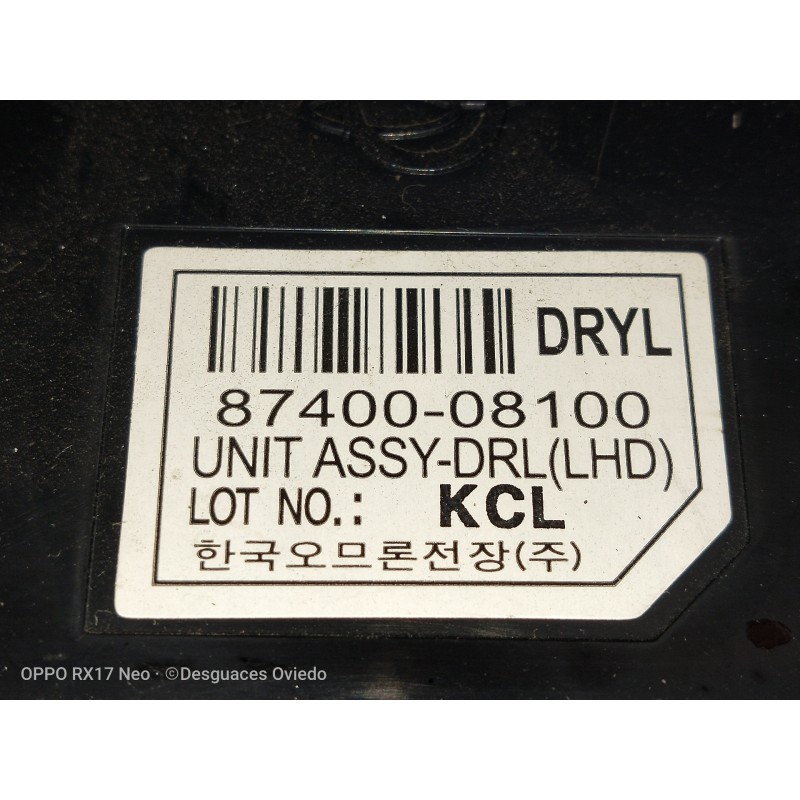 DRYL
87400-08100
UNIT ASSY-DRL(LHD)
LOT NO.: KCL
한국오므론전장(주)
OPPO RX17 Neo · ©Desguaces Oviedo